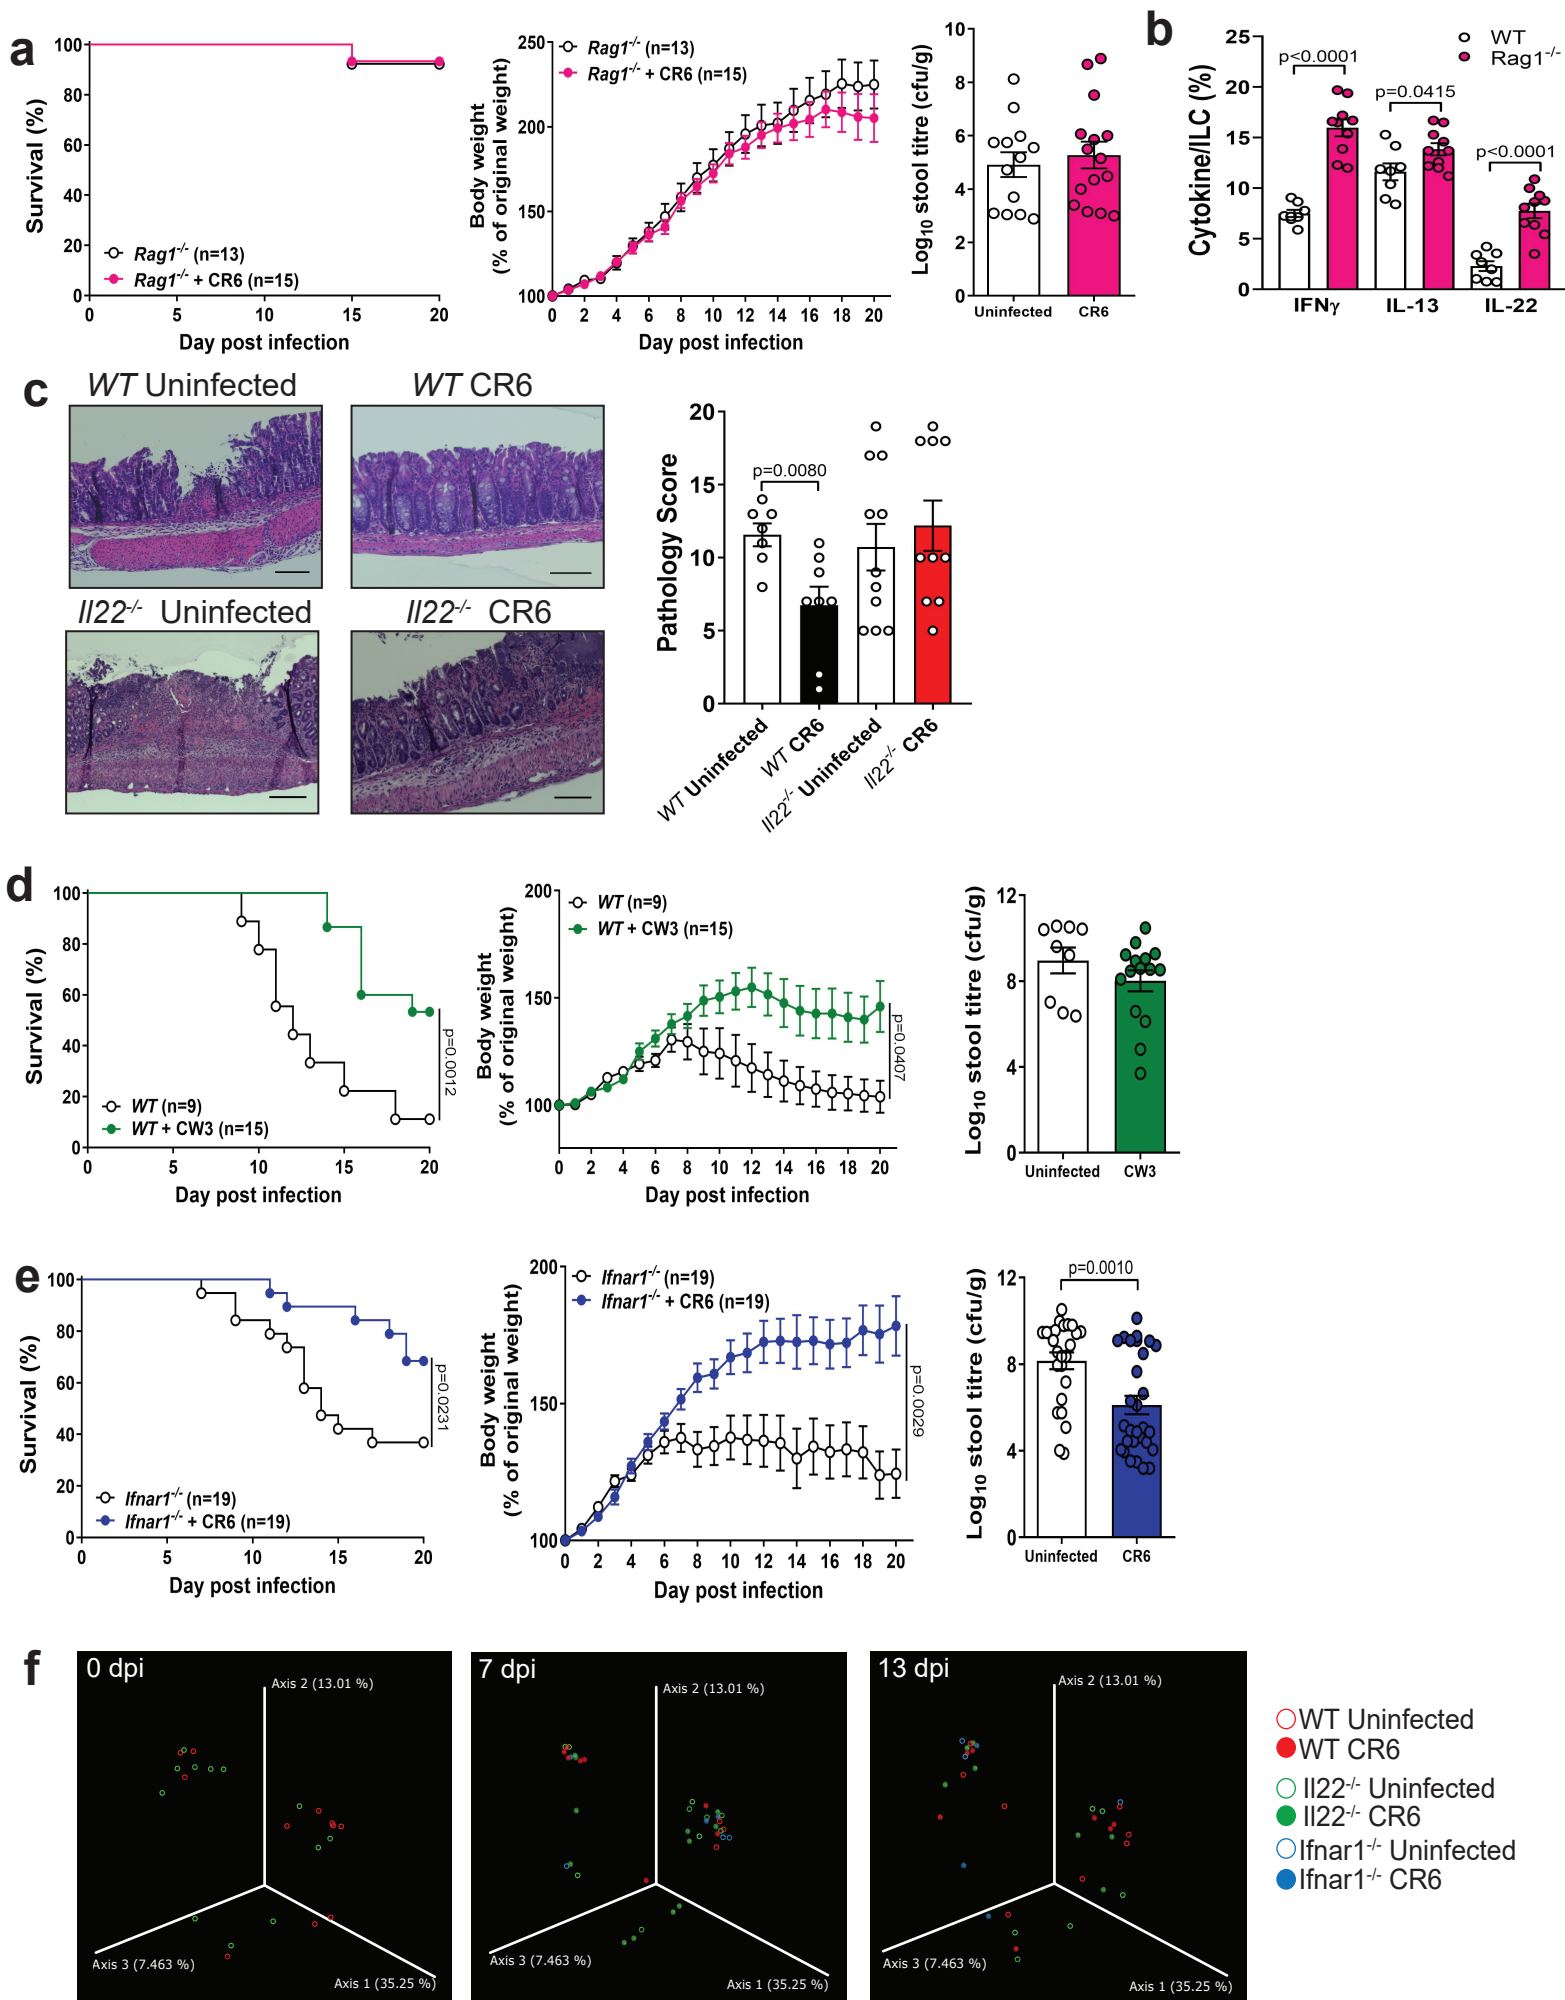 a
100
80
60
40
20
0
Survival (%)
Rag1-/- (n=13)
Rag1-/- + CR6 (n=15)
0 5 10 15 20
Day post infection
250
200
150
100
Body weight
(% of original weight)
Rag1-/- (n=13)
Rag1-/- + CR6 (n=15)
0 2 4 6 8 10 12 14 16 18 20
Day post infection
10
8
6
4
2
0
Log10 stool titre (cfu/g)
Uninfected CR6
b
25
20
15
10
5
0
Cytokine/ILC (%)
WT
Rag1-/-
p<0.0001
p=0.0415
p<0.0001
IFNγ IL-13 IL-22
c
WT Uninfected
WT CR6
Il22-/- Uninfected
Il22-/- CR6
20
15
10
5
0
Pathology Score
p=0.0080
WT Uninfected
WT CR6
Il22-/- Uninfected
Il22-/- CR6
d
100
80
60
40
20
0
Survival (%)
WT (n=9)
WT + CW3 (n=15)
p=0.0012
0 5 10 15 20
Day post infection
200
150
100
Body weight
(% of original weight)
WT (n=9)
WT + CW3 (n=15)
p=0.0407
0 2 4 6 8 10 12 14 16 18 20
Day post infection
12
8
4
0
Log10 stool titre (cfu/g)
Uninfected CW3
e
100
80
60
40
20
0
Survival (%)
Ifnar1-/- (n=19)
Ifnar1-/- + CR6 (n=19)
p=0.0231
0 5 10 15 20
Day post infection
200
150
100
Body weight
(% of original weight)
Ifnar1-/- (n=19)
Ifnar1-/- + CR6 (n=19)
p=0.0029
0 2 4 6 8 10 12 14 16 18 20
Day post infection
12
8
4
0
Log10 stool titre (cfu/g)
p=0.0010
Uninfected CR6
f
0 dpi
Axis 2 (13.01 %)
Axis 3 (7.463 %)
Axis 1 (35.25 %)
7 dpi
Axis 2 (13.01 %)
Axis 3 (7.463 %)
Axis 1 (35.25 %)
13 dpi
Axis 2 (13.01 %)
Axis 3 (7.463 %)
Axis 1 (35.25 %)
WT Uninfected
WT CR6
Il22-/- Uninfected
Il22-/- CR6
Ifnar1-/- Uninfected
Ifnar1-/- CR6